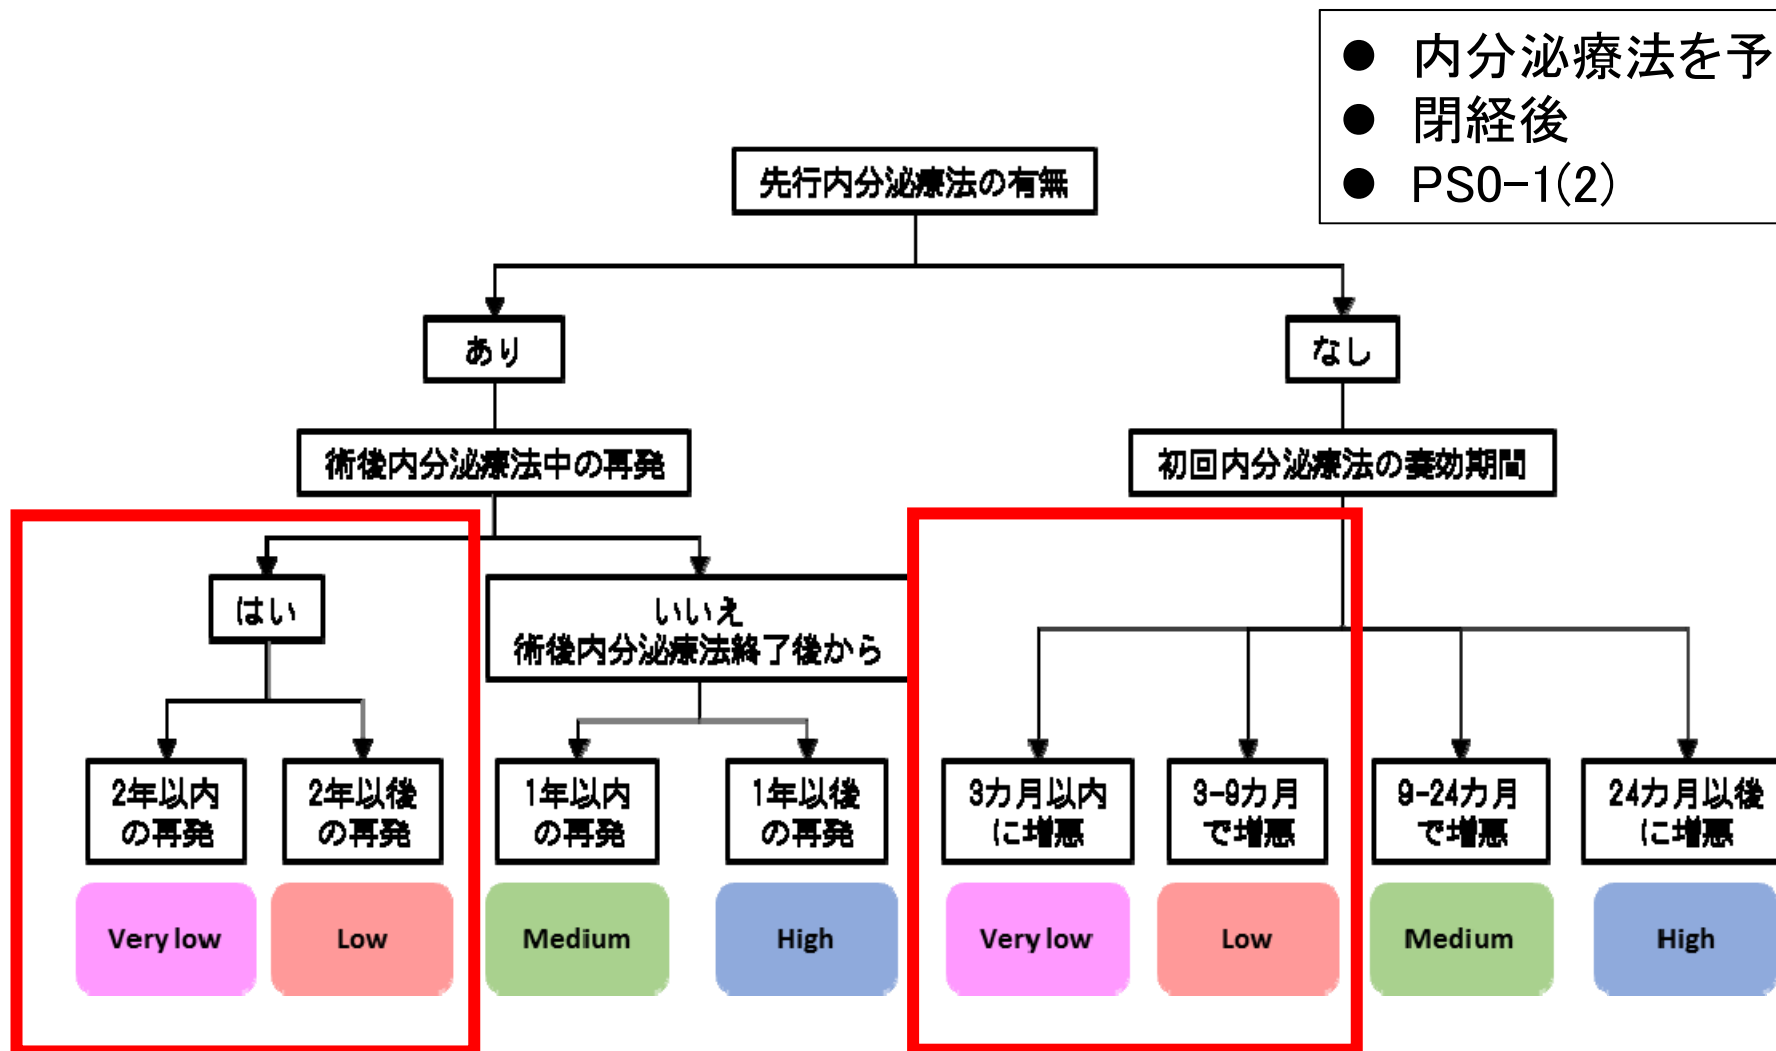 ● 内分泌療法を予
● 閉経後
● PS0-1(2)
先行内分泌療法の有無
あり
なし
術後内分泌療法中の再発
初回内分泌療法の奏効期間
はい
いいえ
術後内分泌療法終了後から
2年以内
の再発
2年以後
の再発
1年以内
の再発
1年以後
の再発
3カ月以内
に増悪
3-9カ月
で増悪
9-24カ月
で増悪
24カ月以後
に増悪
Very low
Low
Medium
High
Very low
Low
Medium
High